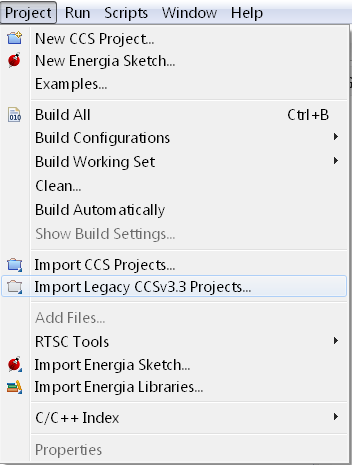 Project Run Scripts Window Help
New CCS Project...
New Energia Sketch...
Examples...
Build All Ctrl+B
Build Configurations
Build Working Set
Clean...
Build Automatically
Show Build Settings...
Import CCS Projects...
Import Legacy CCSv3.3 Projects...
Add Files...
RTSC Tools
Import Energia Sketch...
Import Energia Libraries...
C/C++ Index
Properties